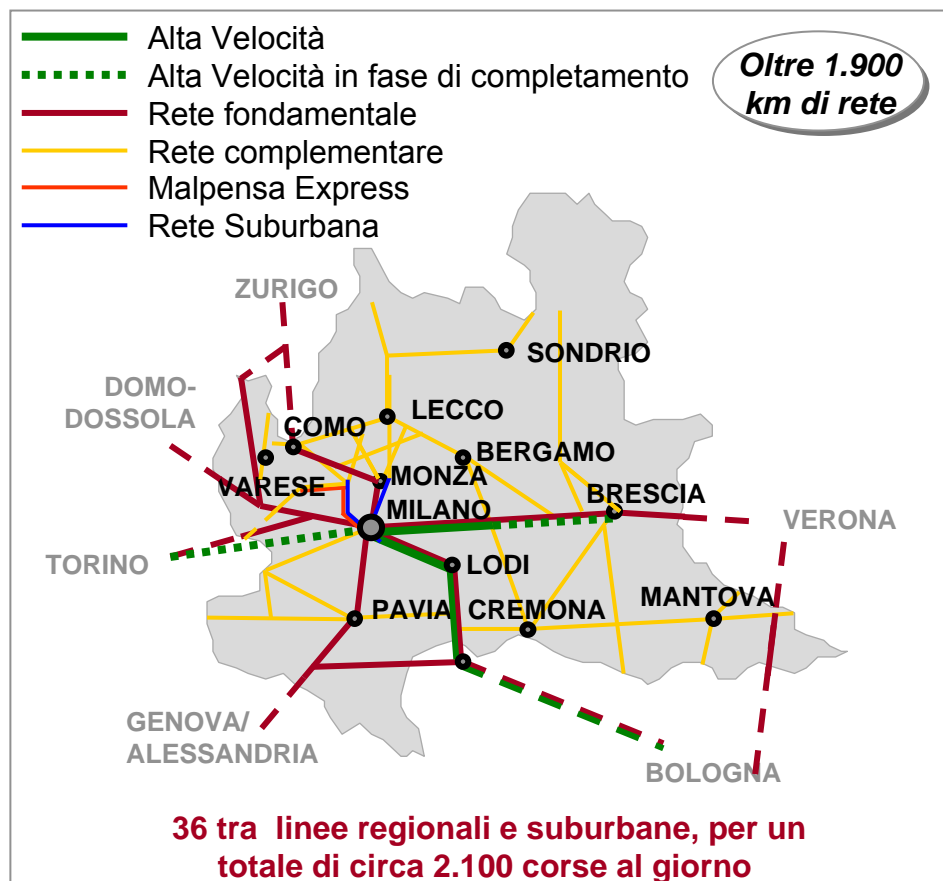 Alta Velocità
Alta Velocità in fase di completamento
Rete fondamentale
Rete complementare
Malpensa Express
Rete Suburbana
Oltre 1.900
km di rete
ZURIGO
SONDRIO
DOMO-
DOSSOLA
LECCO
COMO
BERGAMO
MONZA
VARESE
BRESCIA
MILANO
VERONA
TORINO
LODI
MANTOVA
PAVIA
CREMONA
GENOVA/
ALESSANDRIA
BOLOGNA
36 tra linee regionali e suburbane, per un
totale di circa 2.100 corse al giorno